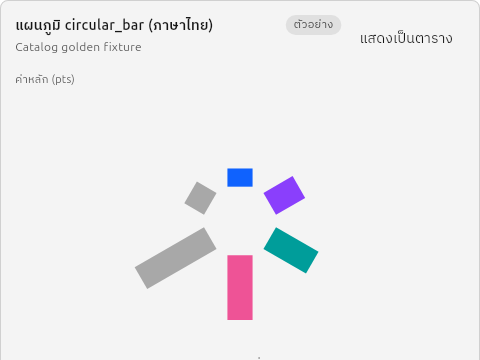 แผนภูมิ circular_bar (ภาษาไทย)
ตัวอย่าง
แสดงเป็นตาราง
Catalog golden fixture
ค่าหลัก (pts)